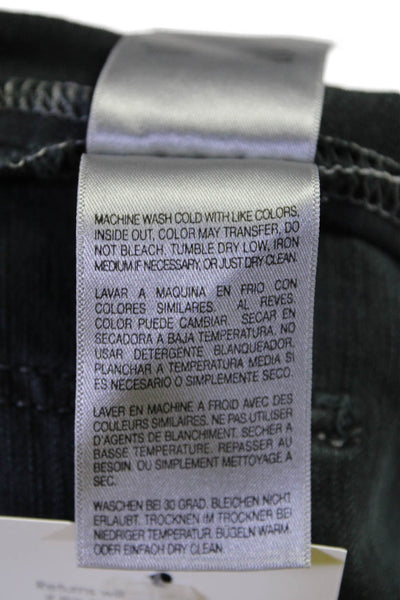 MACHINE WASH COLD WITH LIKE COLORS,
INSIDE OUT, COLOR MAY TRANSFER, DO
NOT BLEACH. TUMBLE DRY LOW, IRON
MEDIUM IF NECESSARY, OR JUST DRY CLEAN.
LAVAR A MAQUINA EN FRIO CON
COLORES SIMILARES. AL REVES.
COLOR PUEDE CAMBIAR. SECAR EN
SECADORA A BAJA TEMPERATURA. NO
USAR DETERGENTE BLANQUEADOR.
PLANCHAR A TEMPERATURA MEDIA SI
ES NECESARIO O SIMPLEMENTE SECO.
LAVER EN MACHINE A FROID AVEC DES
COULEURS SIMILAIRES. NE PAS UTILISER
D'AGENTS DE BLANCHIMENT. SECHER A
BASSE TEMPERATURE. REPASSER AU
BESOIN. OU SIMPLEMENT METTOYAGE A
SEC.
WASCHEN BEI 30 GRAD. BLEICHEN NICHT
ERLAUBT. TROCKNEN IM TROCKNER BEI
NIEDRIGER TEMPERATUR. BÜGELN WARM.
ODER EINFACH DRY CLEAN.
Returns will